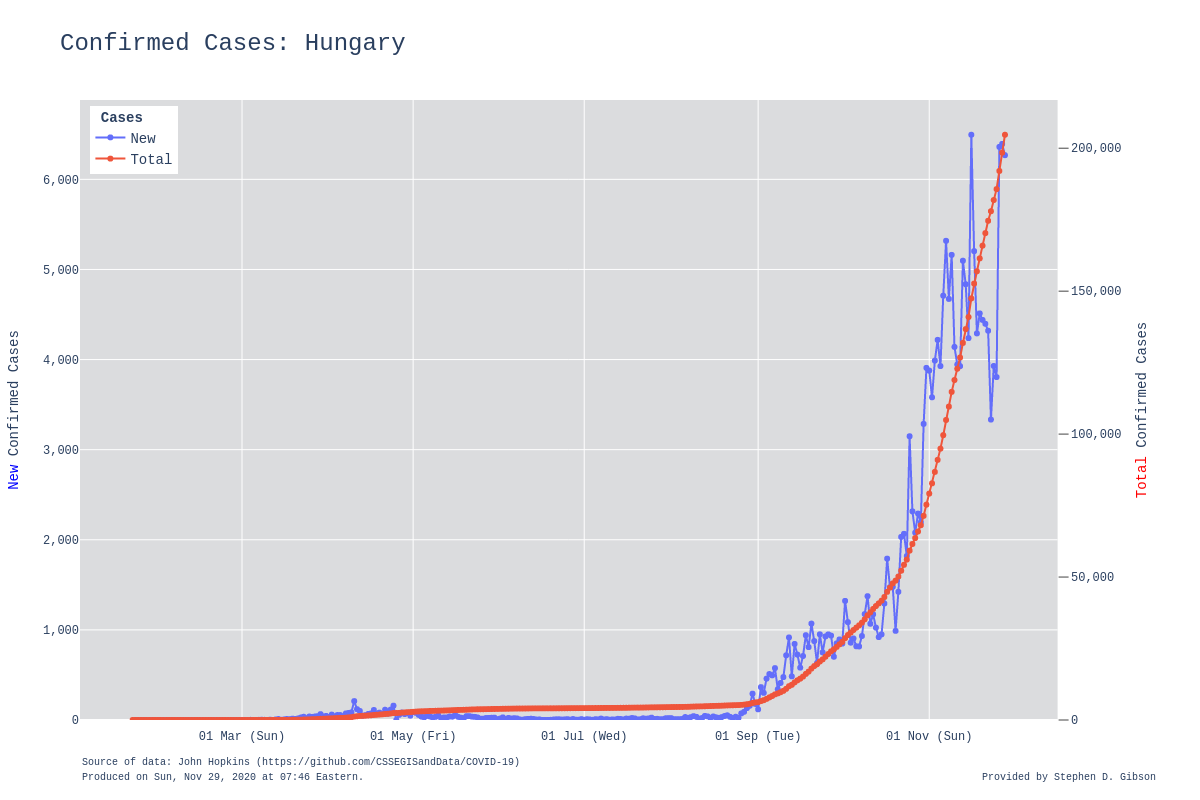 Confirmed Cases: Hungary
Cases
New
Total
6,000
5,000
4,000
3,000
2,000
1,000
0
New Confirmed Cases
200,000
150,000
100,000
50,000
0
Total Confirmed Cases
01 Mar (Sun)
01 May (Fri)
01 Jul (Wed)
01 Sep (Tue)
01 Nov (Sun)
Source of data: John Hopkins (https://github.com/CSSEGISandData/COVID-19)
Produced on Sun, Nov 29, 2020 at 07:46 Eastern.
Provided by Stephen D. Gibson